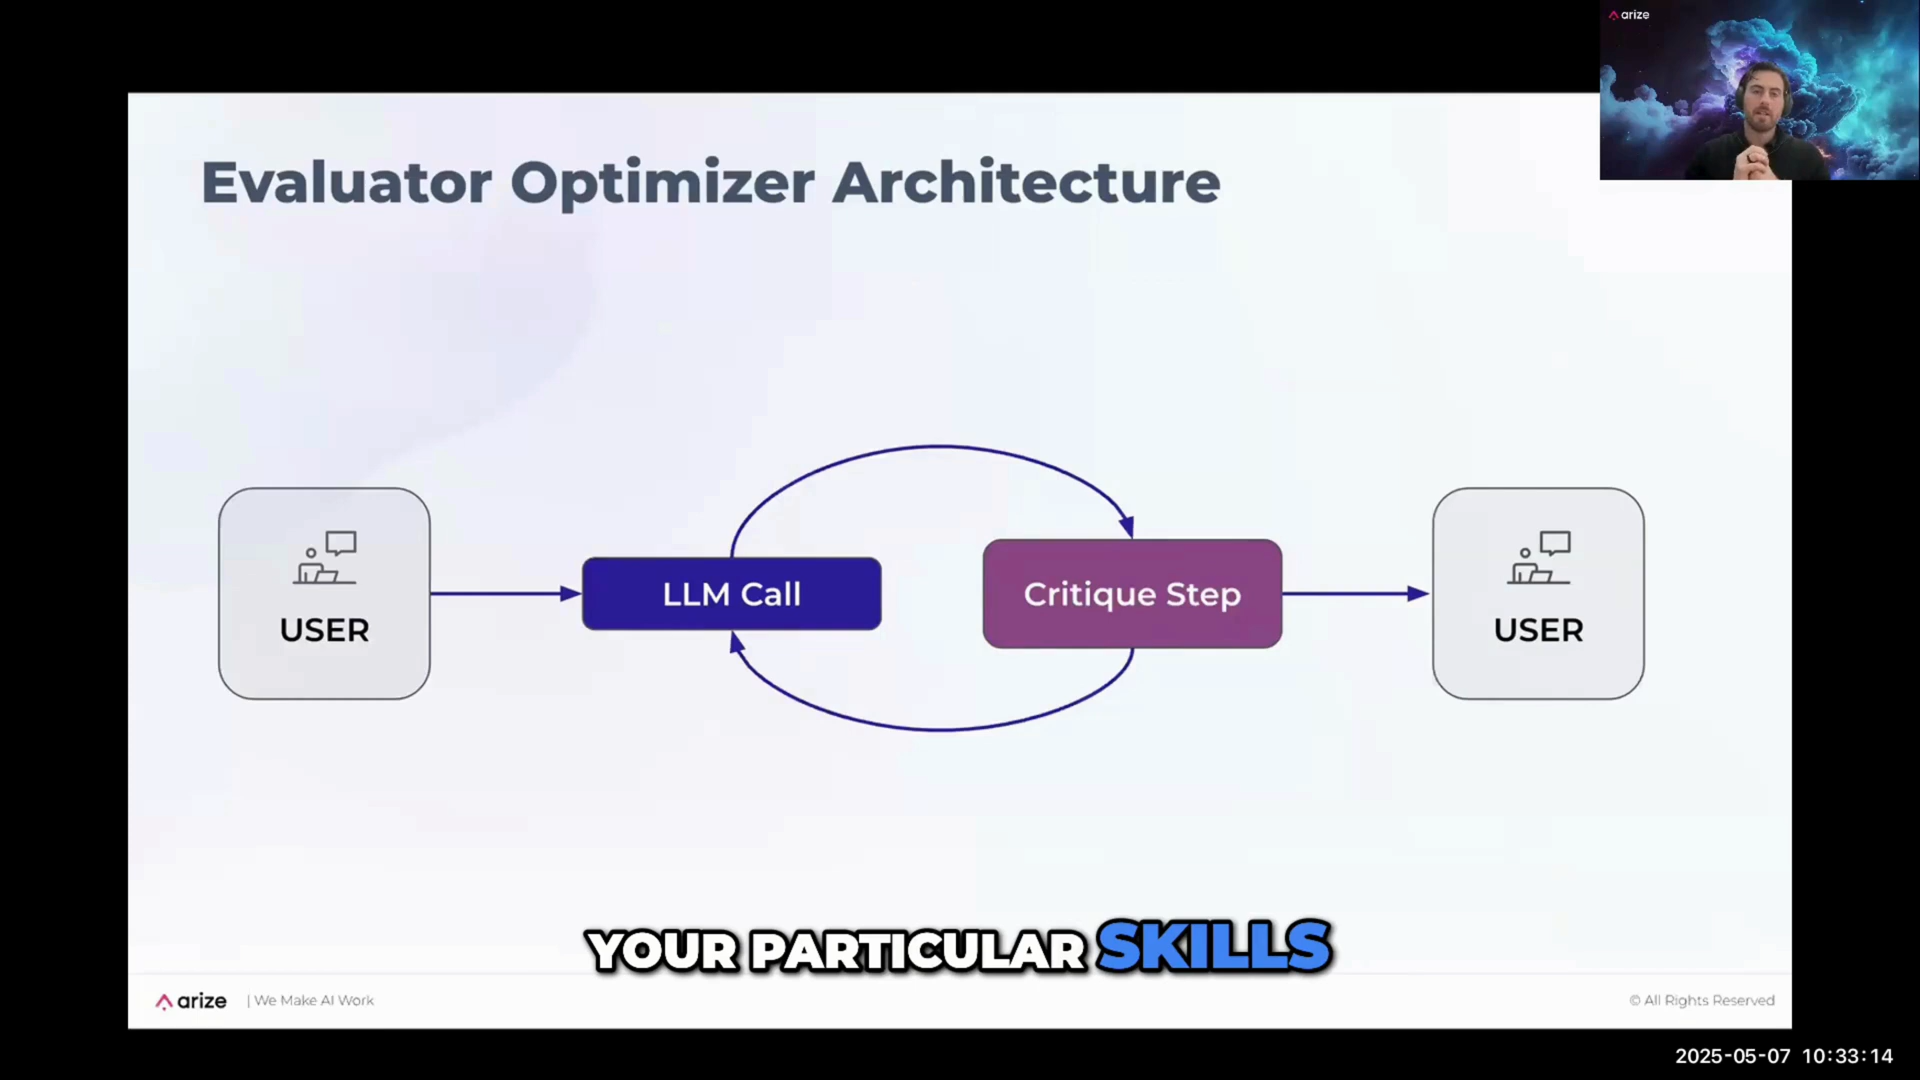 arize
Evaluator Optimizer Architecture
USER
LLM Call
Critique Step
USER
YOUR PARTICULAR SKILLS
arize | We Make AI Work
© All Rights Reserved
2025-05-07 10:33:14